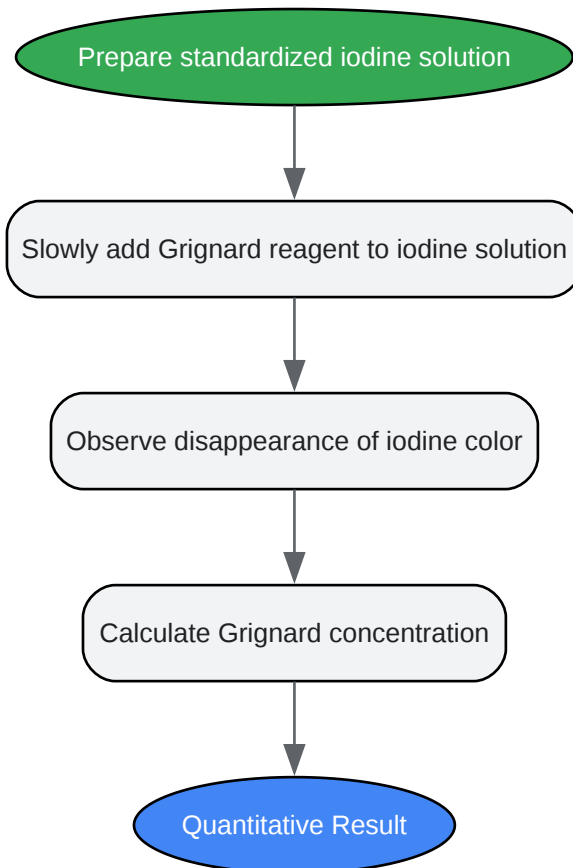 Prepare standardized iodine solution
Slowly add Grignard reagent to iodine solution
Observe disappearance of iodine color
Calculate Grignard concentration
Quantitative Result